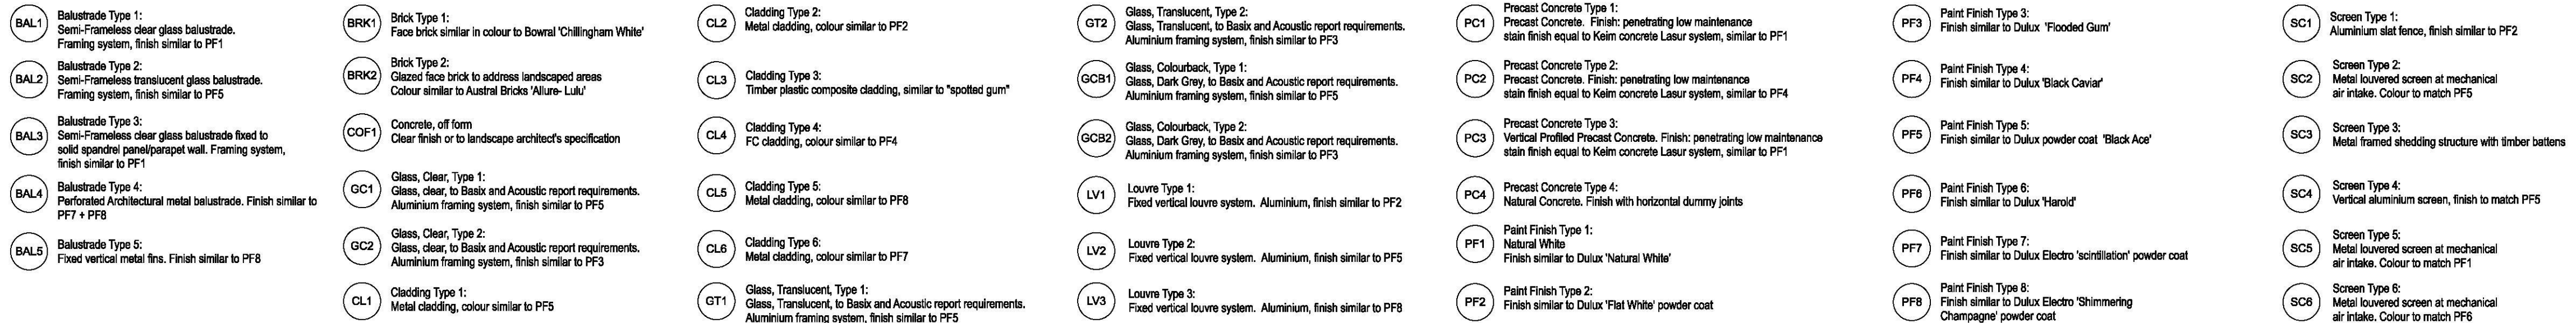 BAL1
Balustrade Type 1:
Semi-Frameless clear glass balustrade.
Framing system, finish similar to PF1
BAL2
Balustrade Type 2:
Semi-Frameless translucent glass balustrade.
Framing system, finish similar to PF5
BAL3
Balustrade Type 3:
Semi-Frameless clear glass balustrade fixed to
solid spandrel panel/parapet wall. Framing system,
finish similar to PF1
BAL4
Balustrade Type 4:
Perforated Architectural metal balustrade. Finish similar to
PF7 + PF8
BAL5
Balustrade Type 5:
Fixed vertical metal fins. Finish similar to PF8
BRK1
Brick Type 1:
Face brick similar in colour to Bowral 'Chillingham White'
BRK2
Brick Type 2:
Glazed face brick to address landscaped areas
Colour similar to Austral Bricks 'Allure- Lulu'
COF1
Concrete, off form
Clear finish or to landscape architect's specification
GC1
Glass, Clear, Type 1:
Glass, clear, to Basix and Acoustic report requirements.
Aluminium framing system, finish similar to PF5
GC2
Glass, Clear, Type 2:
Glass, clear, to Basix and Acoustic report requirements.
Aluminium framing system, finish similar to PF3
CL1
Cladding Type 1:
Metal cladding, colour similar to PF5
CL2
Cladding Type 2:
Metal cladding, colour similar to PF2
CL3
Cladding Type 3:
Timber plastic composite cladding, similar to "spotted gum"
CL4
Cladding Type 4:
FC cladding, colour similar to PF4
CL5
Cladding Type 5:
Metal cladding, colour similar to PF8
CL6
Cladding Type 6:
Metal cladding, colour similar to PF7
GT1
Glass, Translucent, Type 1:
Glass, Translucent, to Basix and Acoustic report requirements.
Aluminium framing system, finish similar to PF5
GT2
Glass, Translucent, Type 2:
Glass, Translucent, to Basix and Acoustic report requirements.
Aluminium framing system, finish similar to PF3
GCB1
Glass, Colourback, Type 1:
Glass, Dark Grey, to Basix and Acoustic report requirements.
Aluminium framing system, finish similar to PF5
GCB2
Glass, Colourback, Type 2:
Glass, Dark Grey, to Basix and Acoustic report requirements.
Aluminium framing system, finish similar to PF3
LV1
Louvre Type 1:
Fixed vertical louvre system. Aluminium, finish similar to PF2
LV2
Louvre Type 2:
Fixed vertical louvre system. Aluminium, finish similar to PF5
LV3
Louvre Type 3:
Fixed vertical louvre system. Aluminium, finish similar to PF8
PC1
Precast Concrete Type 1:
Precast Concrete. Finish: penetrating low maintenance
stain finish equal to Keim concrete Lasur system, similar to PF1
PC2
Precast Concrete Type 2:
Precast Concrete. Finish: penetrating low maintenance
stain finish equal to Keim concrete Lasur system, similar to PF4
PC3
Precast Concrete Type 3:
Vertical Profiled Precast Concrete. Finish: penetrating low maintenance
stain finish equal to Keim concrete Lasur system, similar to PF1
PC4
Precast Concrete Type 4:
Natural Concrete. Finish with horizontal dummy joints
PF1
Paint Finish Type 1:
Natural White
Finish similar to Dulux 'Natural White'
PF2
Paint Finish Type 2:
Finish similar to Dulux 'Flat White' powder coat
PF3
Paint Finish Type 3:
Finish similar to Dulux 'Flooded Gum'
PF4
Paint Finish Type 4:
Finish similar to Dulux 'Black Caviar'
PF5
Paint Finish Type 5:
Finish similar to Dulux powder coat 'Black Ace'
PF6
Paint Finish Type 6:
Finish similar to Dulux 'Harold'
PF7
Paint Finish Type 7:
Finish similar to Dulux Electro 'scintillation' powder coat
PF8
Paint Finish Type 8:
Finish similar to Dulux Electro 'Shimmering
Champagne' powder coat
SC1
Screen Type 1:
Aluminium slat fence, finish similar to PF2
SC2
Screen Type 2:
Metal louvered screen at mechanical
air intake. Colour to match PF5
SC3
Screen Type 3:
Metal framed shedding structure with timber battens
SC4
Screen Type 4:
Vertical aluminium screen, finish to match PF5
SC5
Screen Type 5:
Metal louvered screen at mechanical
air intake. Colour to match PF1
SC6
Screen Type 6:
Metal louvered screen at mechanical
air intake. Colour to match PF6